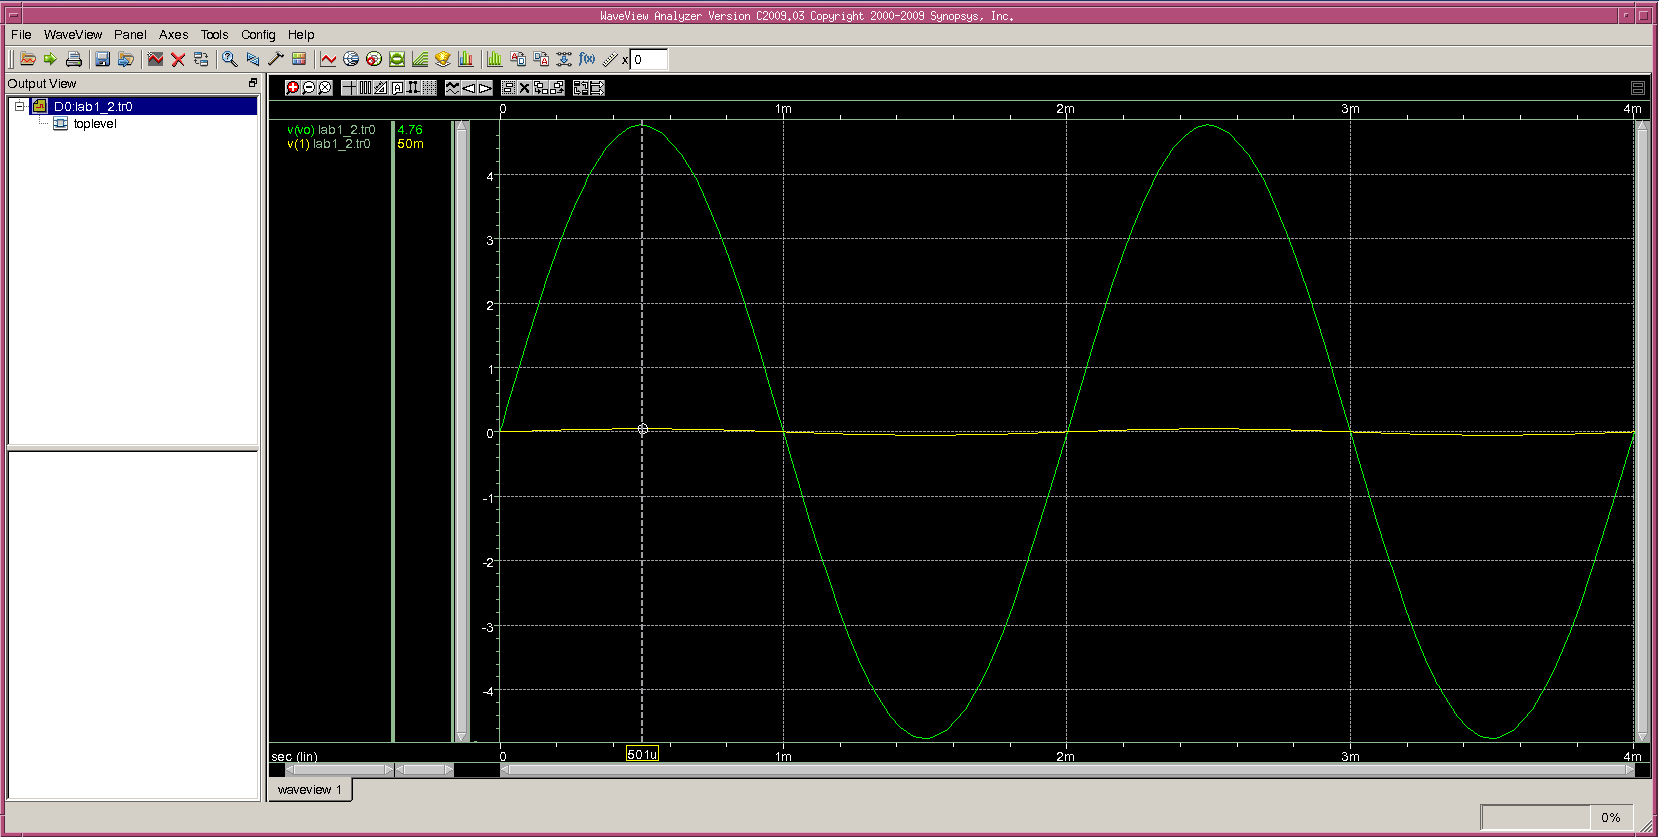 WaveView Analyzer Version C2009.03 Copyright 2000-2009 Synopsys, Inc.
File WaveView Panel Axes Tools Config Help
f(x) x 0
Output View
D0:lab1_2.tr0
toplevel
0 1m 2m 3m 4m
v(vo) lab1_2.tr0 4.76
v(1) lab1_2.tr0 50m
4
3
2
1
0
-1
-2
-3
-4
sec (lin) 0 501u 1m 2m 3m 4m
waveview 1
0%